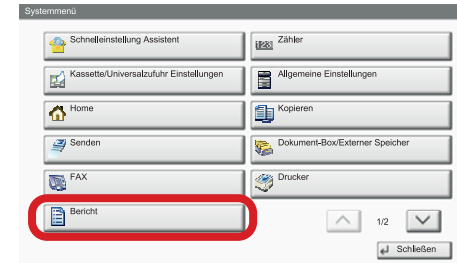 Systemmenü
Schnelleinstellung Assistent
123 Zähler
Kassette/Universalzufuhr Einstellungen
Allgemeine Einstellungen
Home
Kopieren
Senden
Dokument-Box/Externer Speicher
FAX
Drucker
Bericht
1/2
Schließen